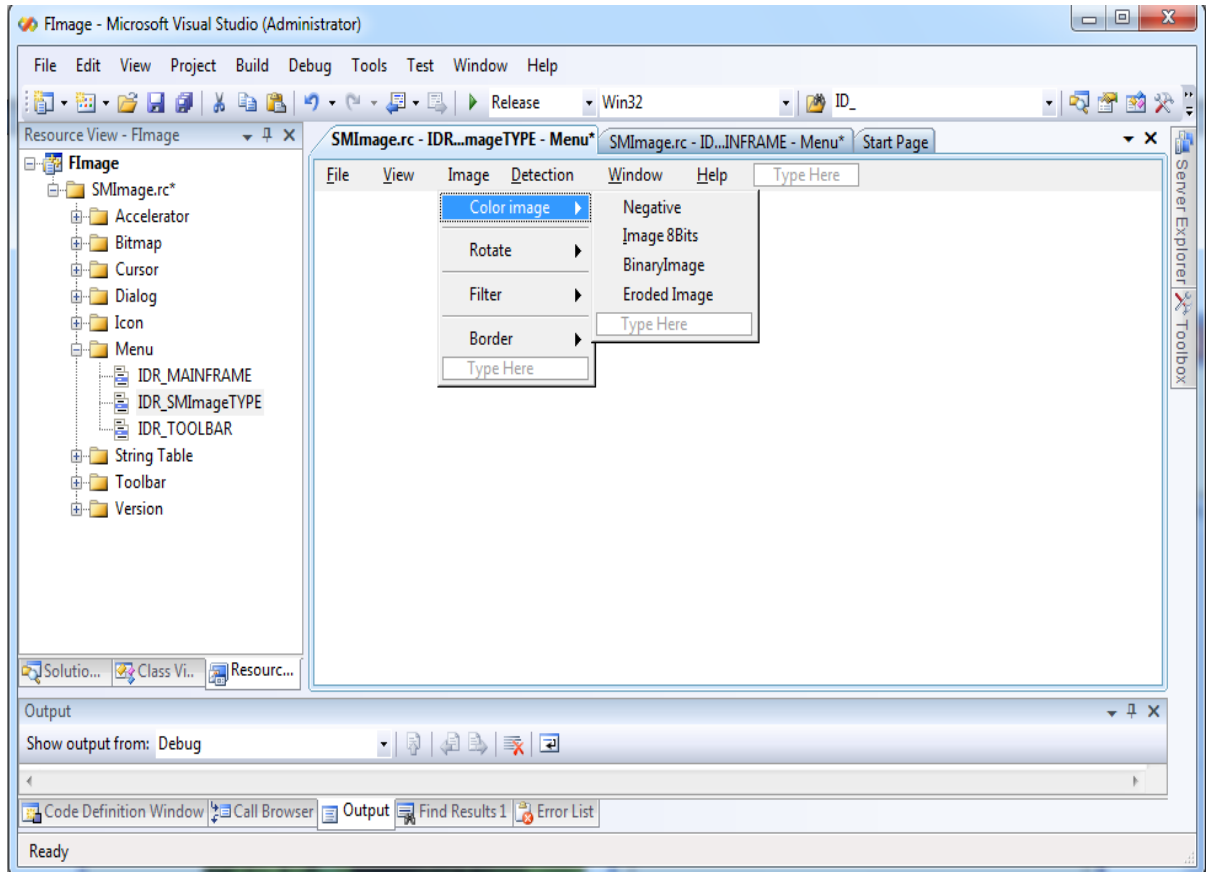 FImage - Microsoft Visual Studio (Administrator)
File Edit View Project Build Debug Tools Test Window Help
Release Win32 ID_
Resource View - FImage
FImage
SMImage.rc*
Accelerator
Bitmap
Cursor
Dialog
Icon
Menu
IDR_MAINFRAME
IDR_SMImageTYPE
IDR_TOOLBAR
String Table
Toolbar
Version
Solutio... Class Vi.. Resourc...
SMImage.rc - IDR...mageTYPE - Menu* SMImage.rc - ID...INFRAME - Menu* Start Page
File View Image Detection Window Help Type Here
Color image
Rotate
Filter
Border
Type Here
Negative
Image 8Bits
BinaryImage
Eroded Image
Type Here
Server Explorer
Toolbox
Output
Show output from: Debug
Code Definition Window Call Browser Output Find Results 1 Error List
Ready